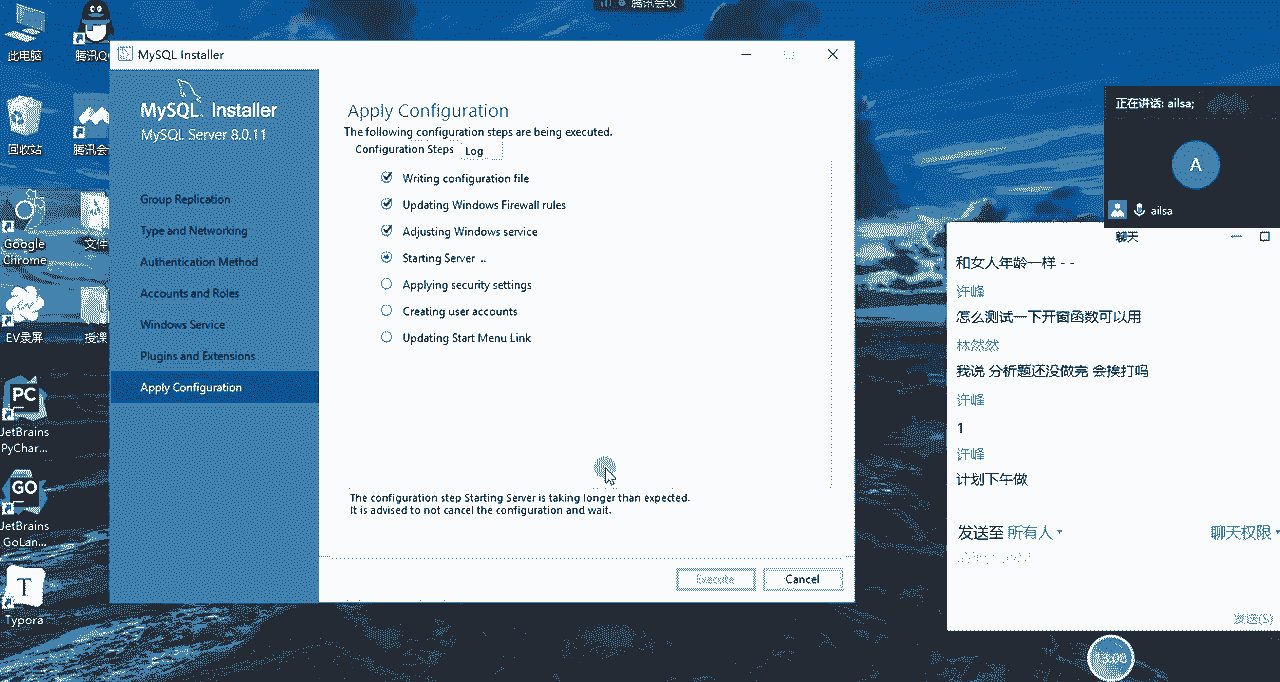 腾讯会议
此电脑
腾讯Q
回收站
腾讯会
Google
Chrome
文件
EV录屏
授课
PC
JetBrains
PyChar...
GO
JetBrains
GoLan...
T
Typora
MySQL Installer
MySQL. Installer
MySQL Server 8.0.11
Group Replication
Type and Networking
Authentication Method
Accounts and Roles
Windows Service
Plugins and Extensions
Apply Configuration
Apply Configuration
The following configuration steps are being executed.
Configuration Steps Log
Writing configuration file
Updating Windows Firewall rules
Adjusting Windows service
Starting Server ..
Applying security settings
Creating user accounts
Updating Start Menu Link
The configuration step Starting Server is taking longer than expected.
It is advised to not cancel the configuration and wait.
Execute Cancel
正在讲话: ailsa;
A
ailsa
聊天
和女人年龄一样 - -
许峰
怎么测试一下开窗函数可以用
林然然
我说 分析题还没做完 会挨打吗
许峰
1
许峰
计划下午做
发送至 所有人
聊天权限
发送(S)
13:06